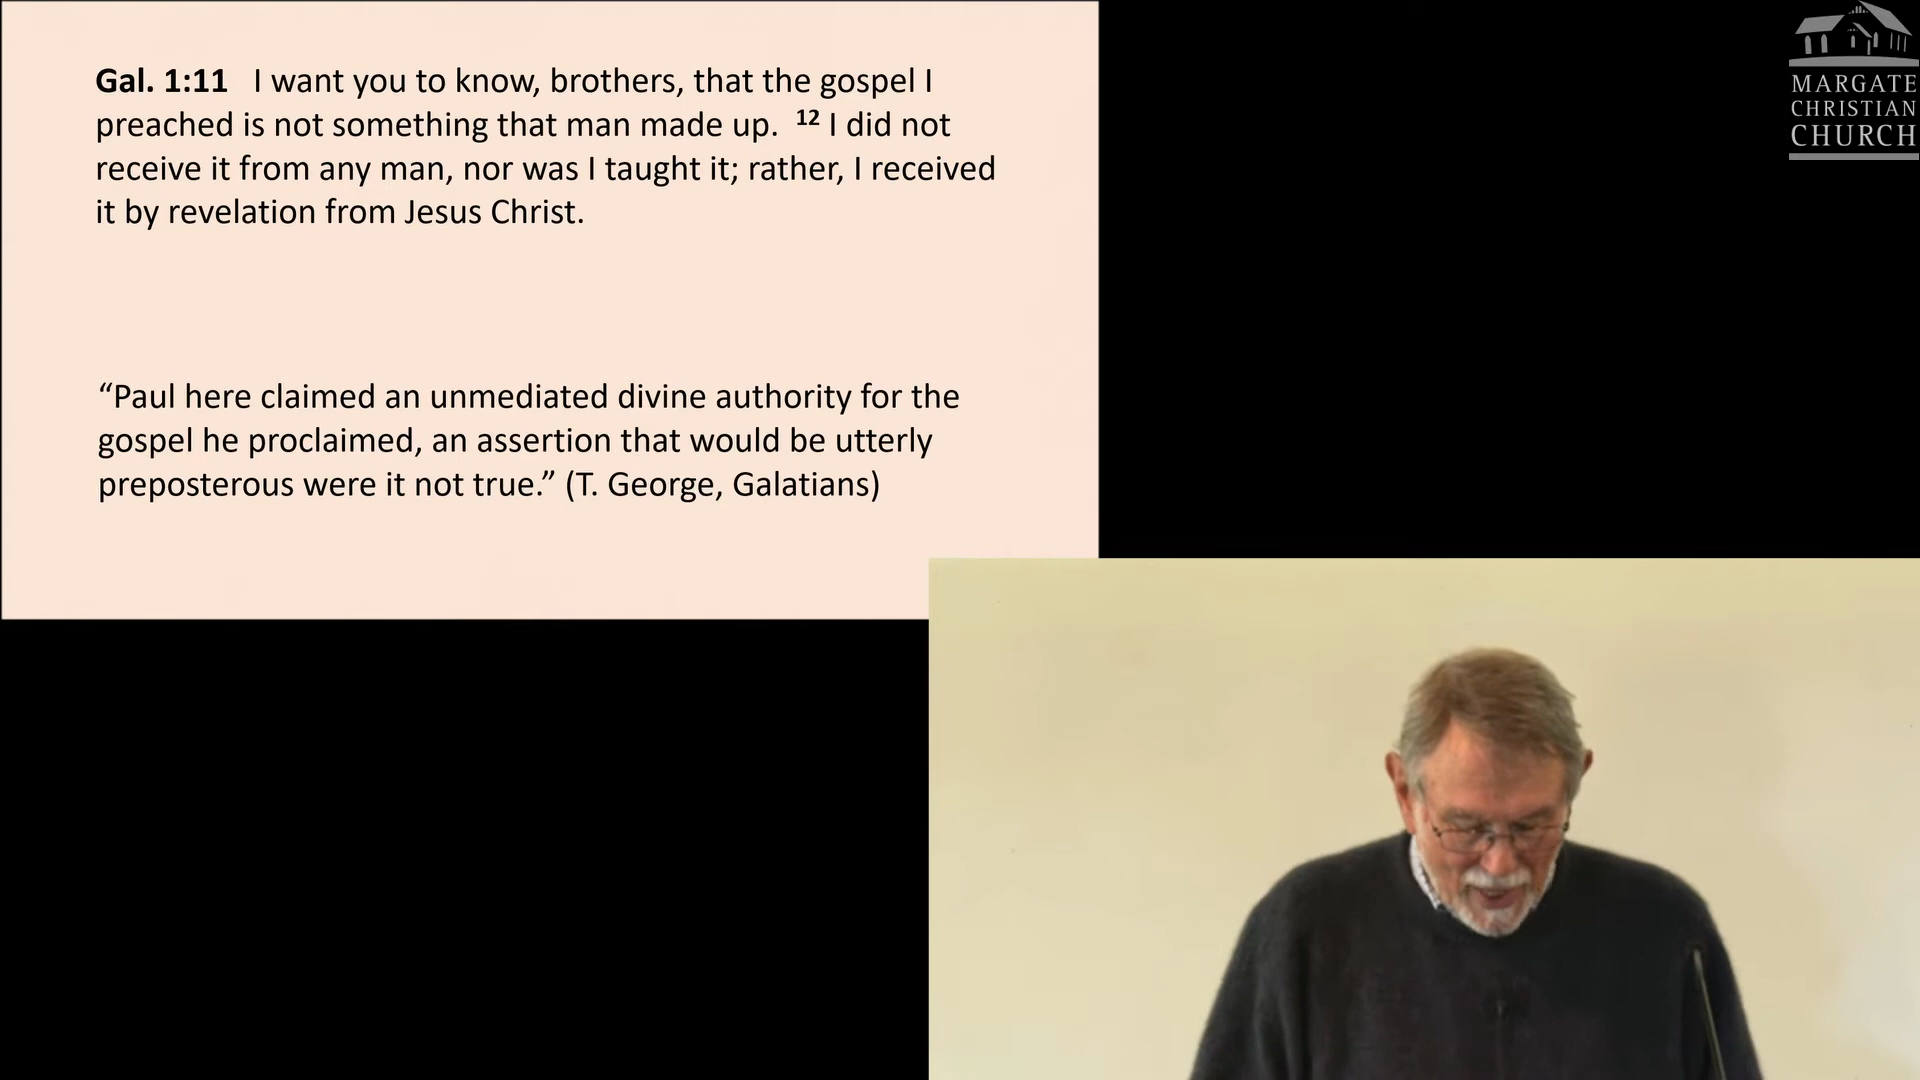 Gal. 1:11 I want you to know, brothers, that the gospel I
preached is not something that man made up. 12 I did not
receive it from any man, nor was I taught it; rather, I received
it by revelation from Jesus Christ.
“Paul here claimed an unmediated divine authority for the
gospel he proclaimed, an assertion that would be utterly
preposterous were it not true.” (T. George, Galatians)
MARGATE
CHRISTIAN
CHURCH